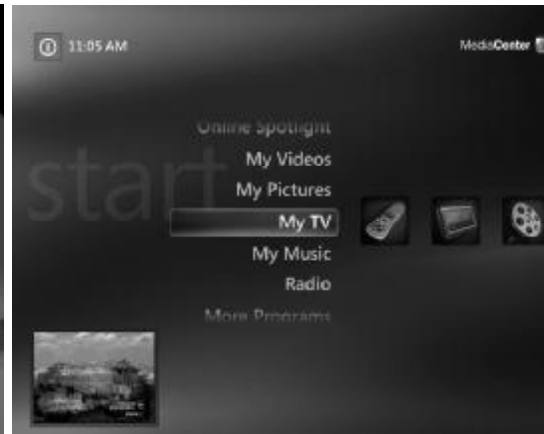 11:05 AM
MediaCenter
Online Spotlight
start
My Videos
My Pictures
My TV
My Music
Radio
More Programs